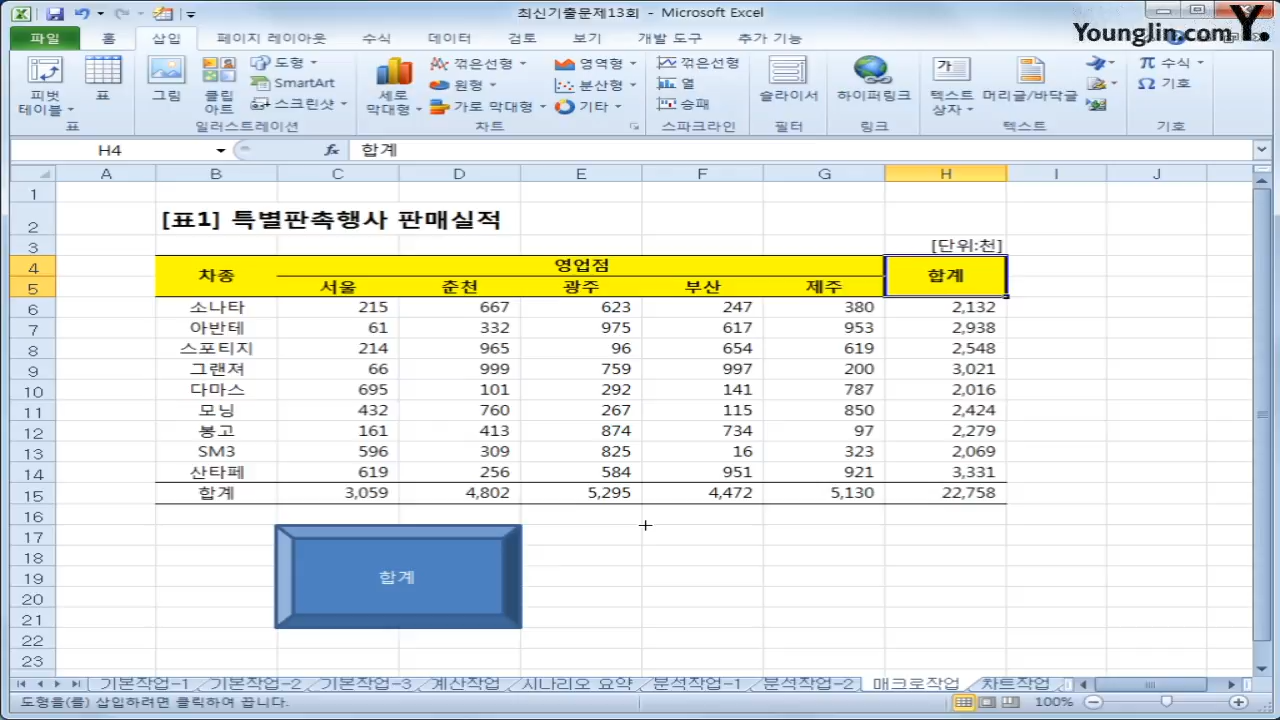 최신기출문제13회 - Microsoft Excel
Younglin.com Y.
파일 홈 삽입 페이지 레이아웃 수식 데이터 검토 보기 개발 도구 추가 기능
피벗 테이블 표 그림 클립 아트 도형 SmartArt 스크린샷 세로 막대형 꺾은선형 원형 가로 막대형 영역형 분산형 기타 꺾은선형 열 승패 슬라이서 하이퍼링크 텍스트 상자 머리글/바닥글 π 수식 Ω 기호
표 일러스트레이션 차트 스파크라인 필터 링크 텍스트 기호
H4 fx 합계
A B C D E F G H I J
1
2 [표1] 특별판촉행사 판매실적
3 [단위:천]
4 차종 영업점 합계
5 서울 춘천 광주 부산 제주
6 소나타 215 667 623 247 380 2,132
7 아반테 61 332 975 617 953 2,938
8 스포티지 214 965 96 654 619 2,548
9 그랜져 66 999 759 997 200 3,021
10 다마스 695 101 292 141 787 2,016
11 모닝 432 760 267 115 850 2,424
12 봉고 161 413 874 734 97 2,279
13 SM3 596 309 825 16 323 2,069
14 산타페 619 256 584 951 921 3,331
15 합계 3,059 4,802 5,295 4,472 5,130 22,758
16
17
18
19 합계
20
21
22
23
기본작업-1 기본작업-2 기본작업-3 계산작업 시나리오 요약 분석작업-1 분석작업-2 매크로작업 차트작업
도형을(를) 삽입하려면 클릭하여 끕니다. 100%